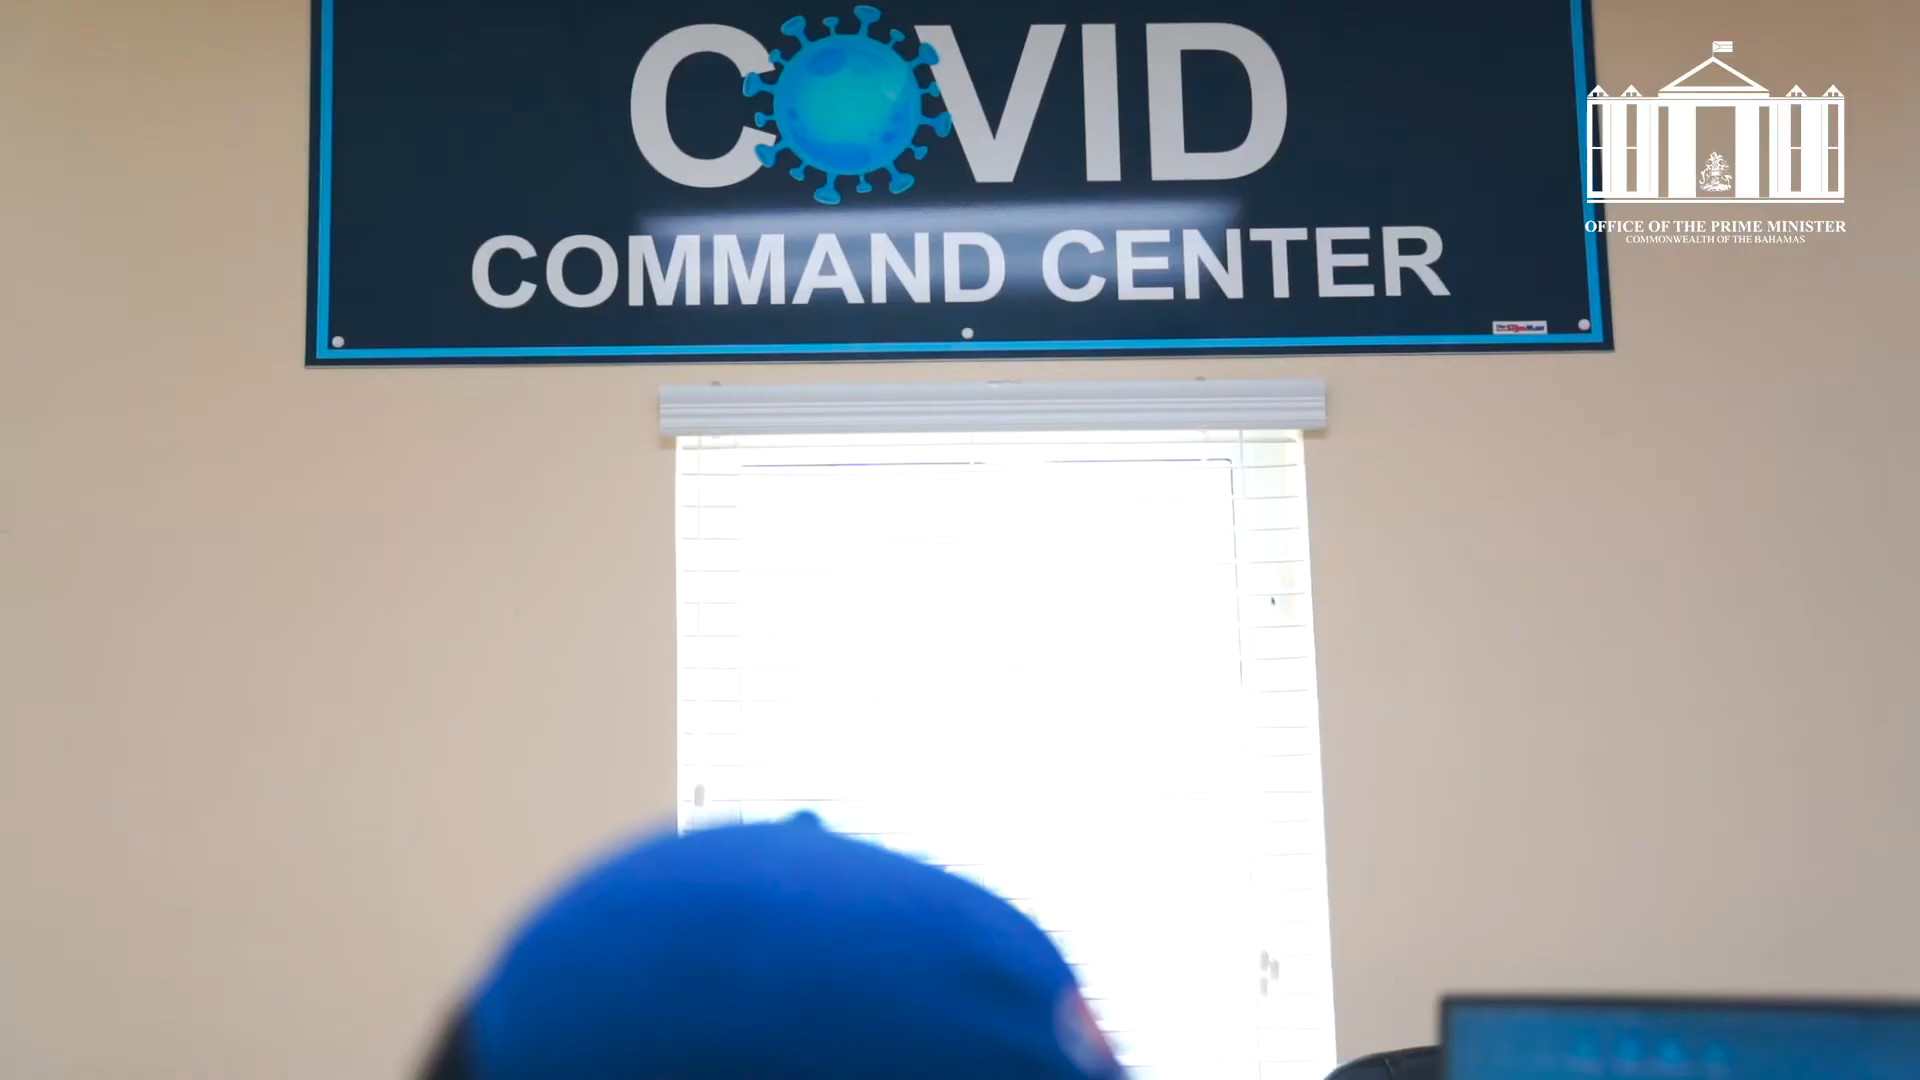 COVID
COMMAND CENTER
OFFICE OF THE PRIME MINISTER
COMMONWEALTH OF THE BAHAMAS